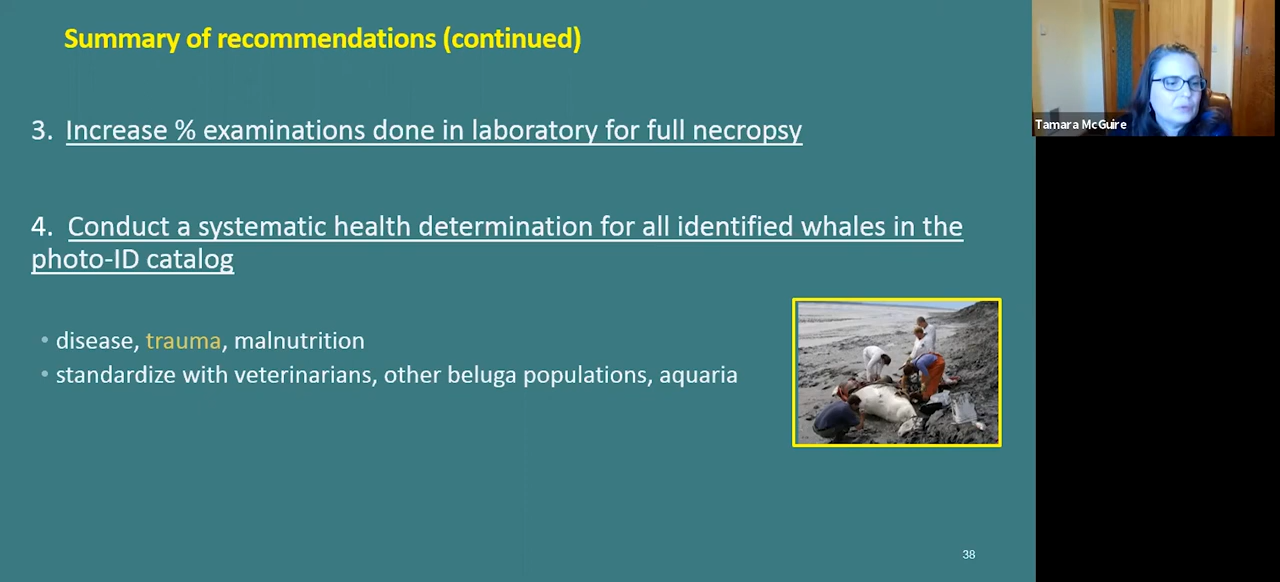 Summary of recommendations (continued)
Tamara McGuire
3. Increase % examinations done in laboratory for full necropsy
4. Conduct a systematic health determination for all identified whales in the
photo-ID catalog
• disease, trauma, malnutrition
• standardize with veterinarians, other beluga populations, aquaria
38